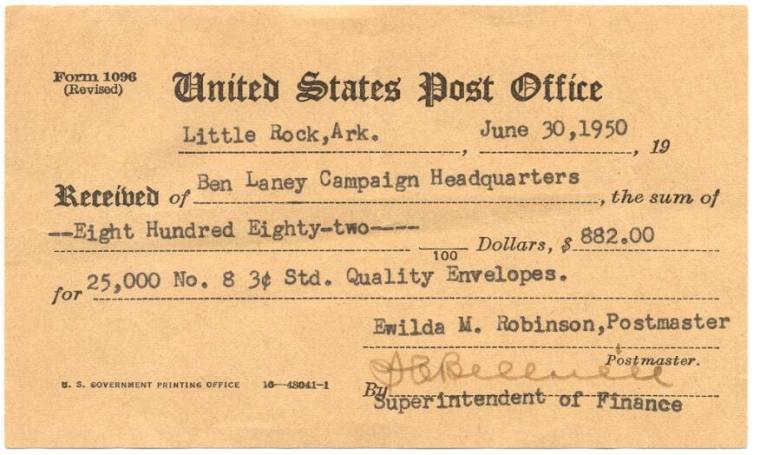 Form 1096
(Revised)
United States Post Office
Little Rock, Ark. , June 30, 1950 , 19
Received of Ben Laney Campaign Headquarters , the sum of
--Eight Hundred Eighty-two---- /100 Dollars, $ 882.00
for 25,000 No. 8 3¢ Std. Quality Envelopes.
Ewilda M. Robinson, Postmaster
Postmaster.
By
Superintendent of Finance
U. S. GOVERNMENT PRINTING OFFICE 16—48041-1